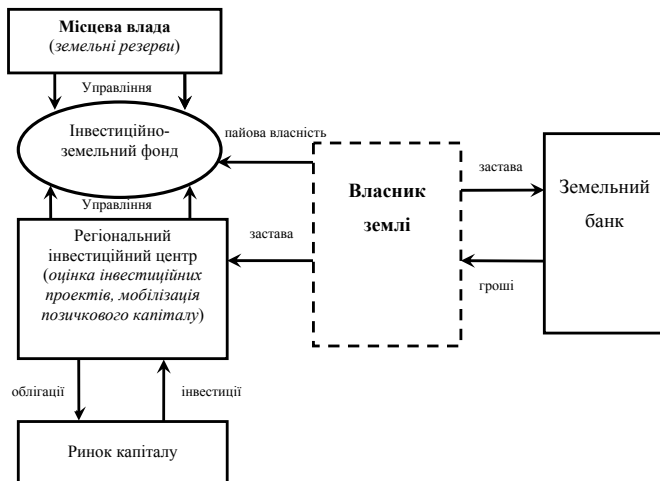 Місцева влада
(земельні резерви)
Управління
Інвестиційно-
земельний фонд
пайова власність
Управління
Власник
землі
застава
Земельний
банк
гроші
Регіональний
інвестиційний центр
(оцінка інвестиційних
проектів, мобілізація
позичкового капіталу)
застава
облігації
інвестиції
Ринок капіталу